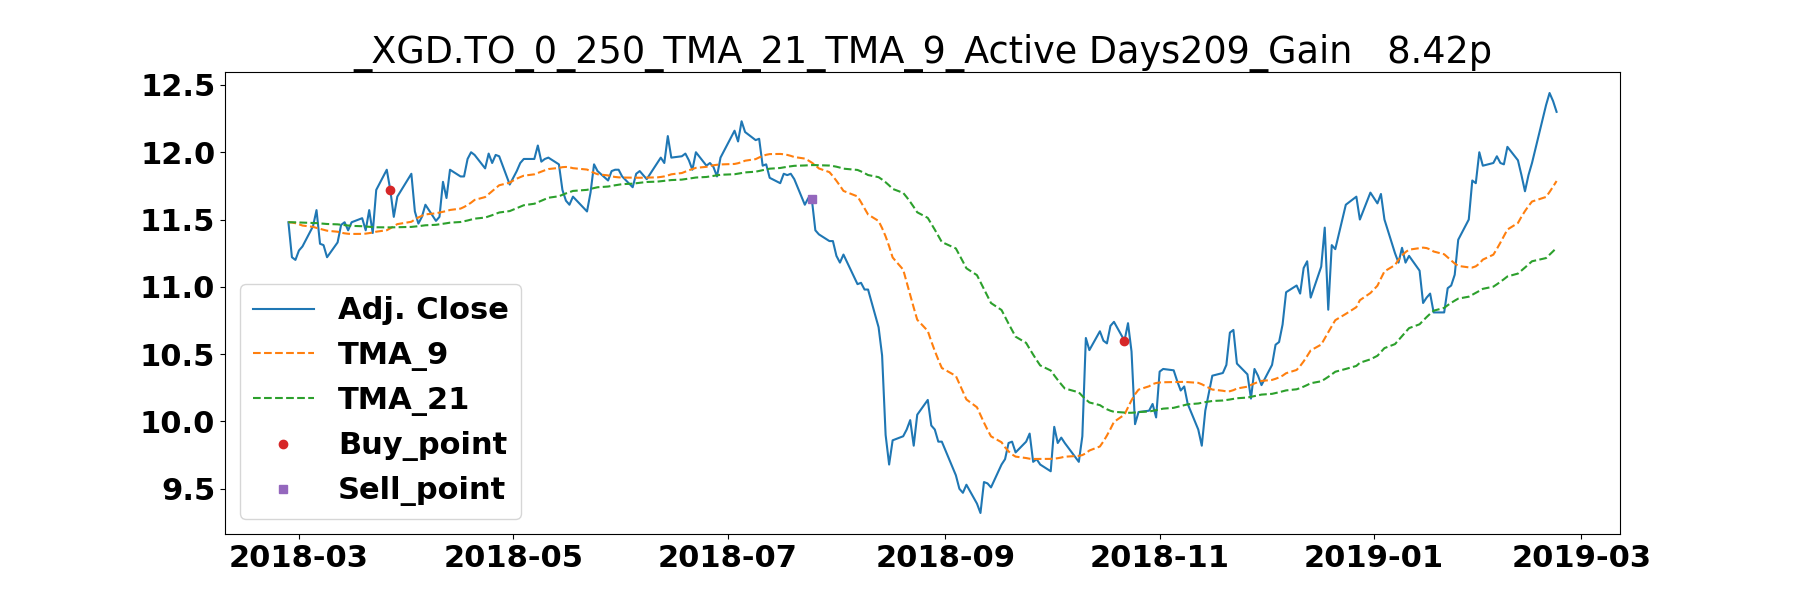 _XGD.TO_0_250_TMA_21_TMA_9_Active Days209_Gain   8.42p
12.5
12.0
11.5
11.0
10.5
10.0
9.5
Adj. Close
TMA_9
TMA_21
Buy_point
Sell_point
2018-03 2018-05 2018-07 2018-09 2018-11 2019-01 2019-03